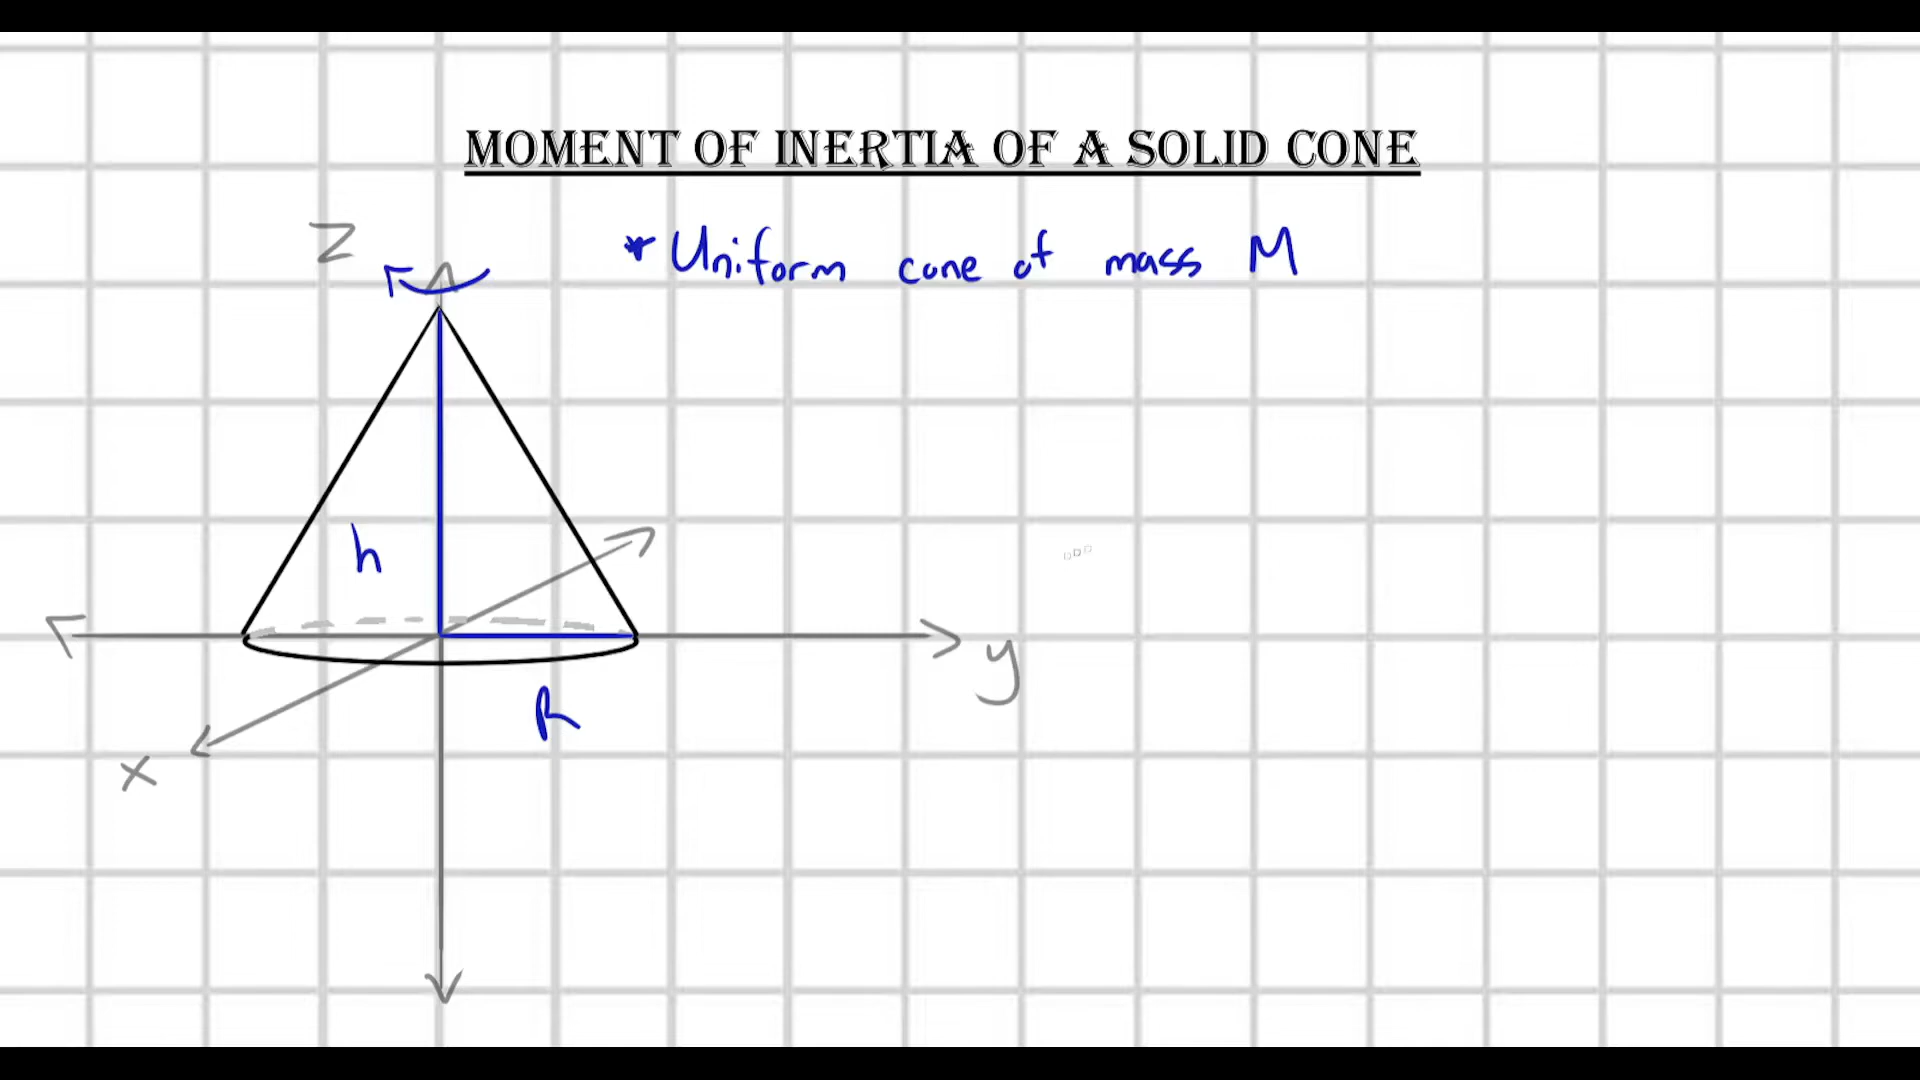 MOMENT OF INERTIA OF A SOLID CONE
* Uniform cone of mass M
z
h
y
R
x